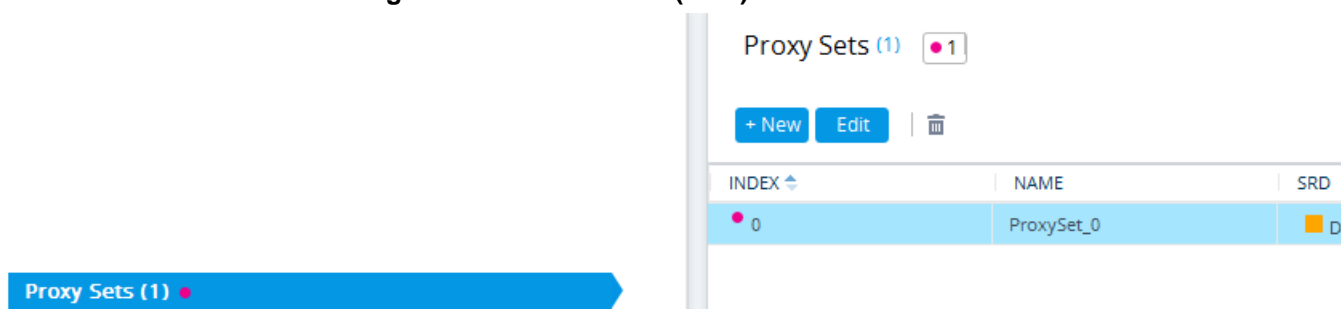 Proxy Sets (1) 1
+ New Edit
INDEX NAME SRD
0 ProxySet_0 D
Proxy Sets (1)